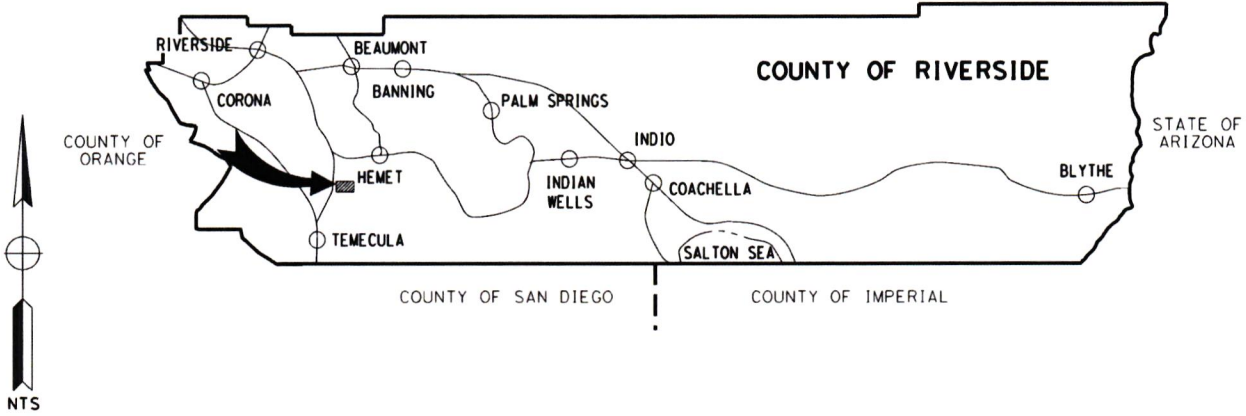 RIVERSIDE
BEAUMONT
COUNTY OF RIVERSIDE
BANNING
CORONA
PALM SPRINGS
COUNTY OF
ORANGE
STATE OF
ARIZONA
INDIO
HEMET
INDIAN
WELLS
COACHELLA
BLYTHE
TEMECULA
SALTON SEA
COUNTY OF SAN DIEGO
COUNTY OF IMPERIAL
NTS